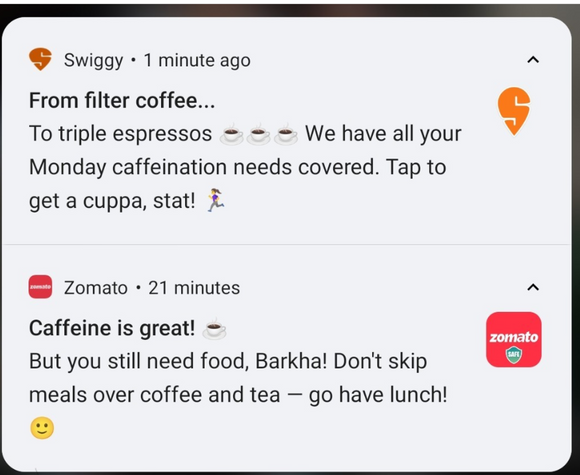 Swiggy • 1 minute ago
From filter coffee...
To triple espressos ☕☕☕ We have all your
Monday caffeination needs covered. Tap to
get a cuppa, stat! 🏃‍♀️
zomato
Zomato • 21 minutes
Caffeine is great! ☕
But you still need food, Barkha! Don't skip
meals over coffee and tea — go have lunch!
🙂
zomato
SAFE